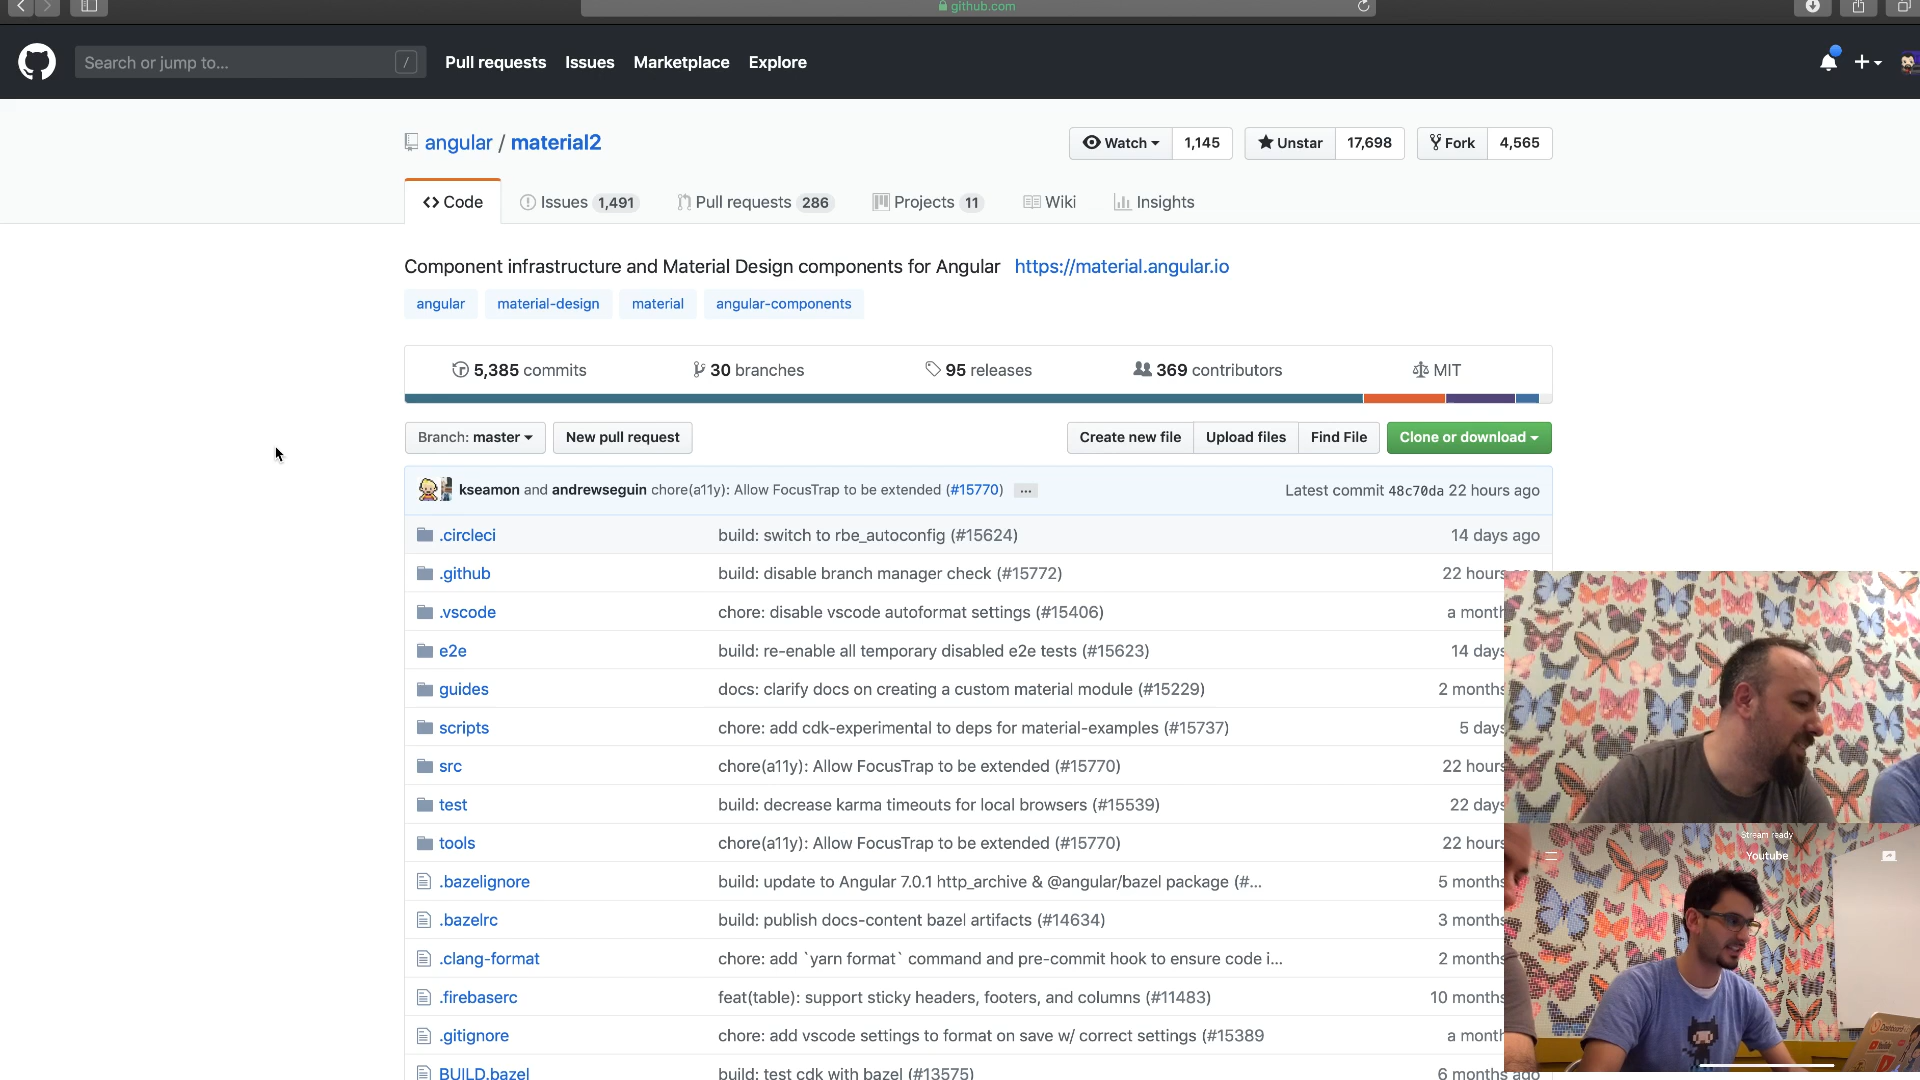 github.com
Search or jump to... /
Pull requests Issues Marketplace Explore
angular / material2
Watch 1,145 Unstar 17,698 Fork 4,565
Code Issues 1,491 Pull requests 286 Projects 11 Wiki Insights
Component infrastructure and Material Design components for Angular https://material.angular.io
angular material-design material angular-components
5,385 commits 30 branches 95 releases 369 contributors MIT
Branch: master New pull request Create new file Upload files Find File Clone or download
kseamon and andrewseguin chore(a11y): Allow FocusTrap to be extended (#15770) ... Latest commit 48c70da 22 hours ago
.circleci build: switch to rbe_autoconfig (#15624) 14 days ago
.github build: disable branch manager check (#15772) 22 hours ago
.vscode chore: disable vscode autoformat settings (#15406) a month
e2e build: re-enable all temporary disabled e2e tests (#15623) 14 days
guides docs: clarify docs on creating a custom material module (#15229) 2 months
scripts chore: add cdk-experimental to deps for material-examples (#15737) 5 days
src chore(a11y): Allow FocusTrap to be extended (#15770) 22 hours
test build: decrease karma timeouts for local browsers (#15539) 22 days
tools chore(a11y): Allow FocusTrap to be extended (#15770) 22 hours
Stream ready
Youtube
.bazelignore build: update to Angular 7.0.1 http_archive & @angular/bazel package (#... 5 months
.bazelrc build: publish docs-content bazel artifacts (#14634) 3 months
.clang-format chore: add `yarn format` command and pre-commit hook to ensure code i... 2 months
.firebaserc feat(table): support sticky headers, footers, and columns (#11483) 10 months
.gitignore chore: add vscode settings to format on save w/ correct settings (#15389 a month
BUILD.bazel build: test cdk with bazel (#13575) 6 months ago